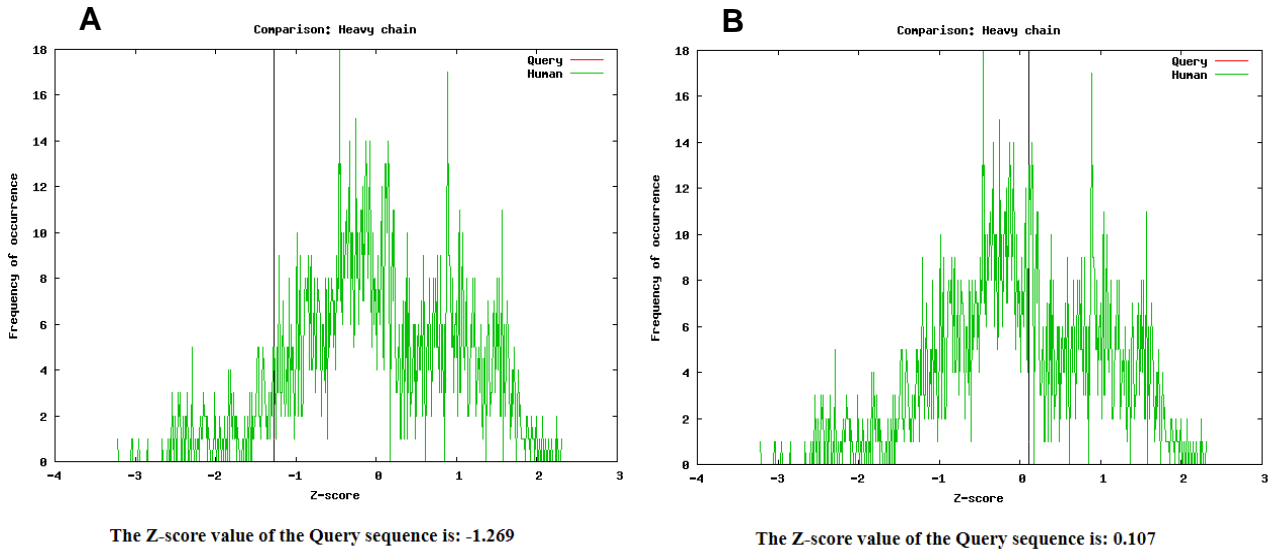 A
Comparison: Heavy chain
Query
Human
18
16
14
12
10
8
6
4
2
0
Frequency of occurrence
-4
-3
-2
-1
0
1
2
3
Z-score
The Z-score value of the Query sequence is: -1.269
B
Comparison: Heavy chain
Query
Human
18
16
14
12
10
8
6
4
2
0
Frequency of occurrence
-4
-3
-2
-1
0
1
2
3
Z-score
The Z-score value of the Query sequence is: 0.107